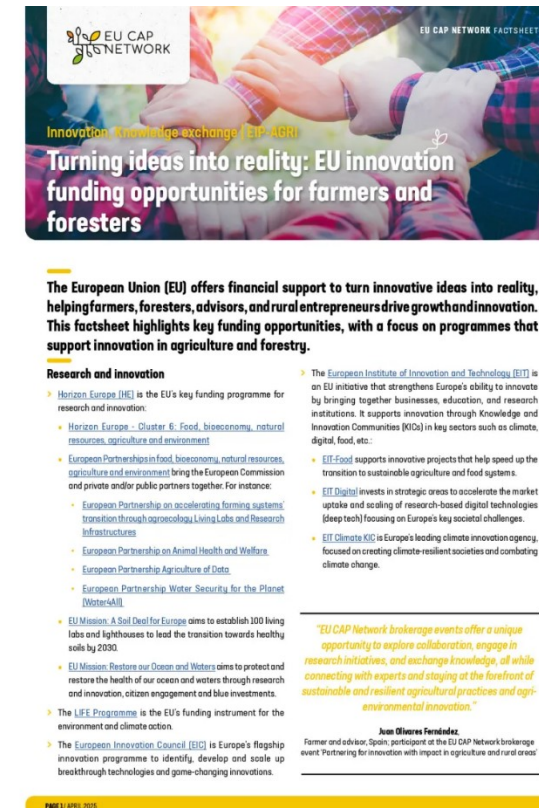 EU CAP
NETWORK
EU CAP NETWORK FACTSHEET
Innovation, Knowledge exchange | EIP-AGRI
Turning ideas into reality: EU innovation
funding opportunities for farmers and
foresters
The European Union (EU) offers financial support to turn innovative ideas into reality,
helping farmers, foresters, advisors, and rural entrepreneurs drive growth and innovation.
This factsheet highlights key funding opportunities, with a focus on programmes that
support innovation in agriculture and forestry.
Research and innovation
Horizon Europe (HE) is the EU's key funding programme for
research and innovation:
Horizon Europe - Cluster 6: Food, bioeconomy, natural
resources, agriculture and environment
European Partnerships in food, bioeconomy, natural resources,
agriculture and environment bring the European Commission
and private and/or public partners together. For instance:
European Partnership on accelerating farming systems'
transition through agroecology Living Labs and Research
Infrastructures
European Partnership on Animal Health and Welfare
European Partnership Agriculture of Data
European Partnership Water Security for the Planet
(Water4All)
EU Mission: A Soil Deal for Europe aims to establish 100 living
labs and lighthouses to lead the transition towards healthy
soils by 2030.
EU Mission: Restore our Ocean and Waters aims to protect and
restore the health of our ocean and waters through research
and innovation, citizen engagement and blue investments.
The LIFE Programme is the EU's funding instrument for the
environment and climate action.
The European Innovation Council (EIC) is Europe's flagship
innovation programme to identify, develop and scale up
breakthrough technologies and game-changing innovations.
The European Institute of Innovation and Technology (EIT) is
an EU initiative that strengthens Europe's ability to innovate
by bringing together businesses, education, and research
institutions. It supports innovation through Knowledge and
Innovation Communities (KICs) in key sectors such as climate,
digital, food, etc.:
EIT-Food supports innovative projects that help speed up the
transition to sustainable agriculture and food systems.
EIT Digital invests in strategic areas to accelerate the market
uptake and scaling of research-based digital technologies
(deep tech) focusing on Europe's key societal challenges.
EIT Climate KIC is Europe's leading climate innovation agency,
focused on creating climate-resilient societies and combating
climate change.
"EU CAP Network brokerage events offer a unique
opportunity to explore collaboration, engage in
research initiatives, and exchange knowledge, all while
connecting with experts and staying at the forefront of
sustainable and resilient agricultural practices and agri-
environmental innovation."
Juan Olivares Fernández,
Farmer and advisor, Spain; participant at the EU CAP Network brokerage
event 'Partnering for innovation with impact in agriculture and rural areas'
PAGE 1 / APRIL 2025